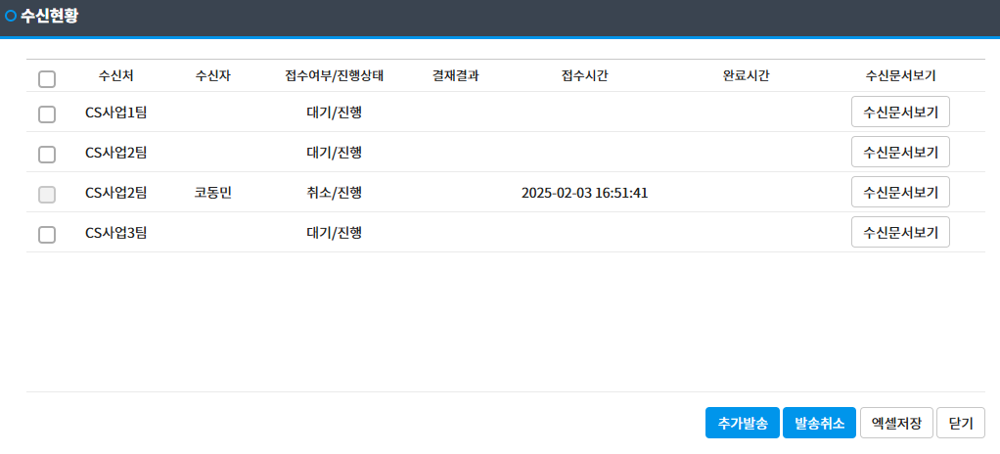 수신현황
수신처 수신자 접수여부/진행상태 결재결과 접수시간 완료시간 수신문서보기
CS사업1팀 대기/진행 수신문서보기
CS사업2팀 대기/진행 수신문서보기
CS사업2팀 코동민 취소/진행 2025-02-03 16:51:41 수신문서보기
CS사업3팀 대기/진행 수신문서보기
추가발송 발송취소 엑셀저장 닫기